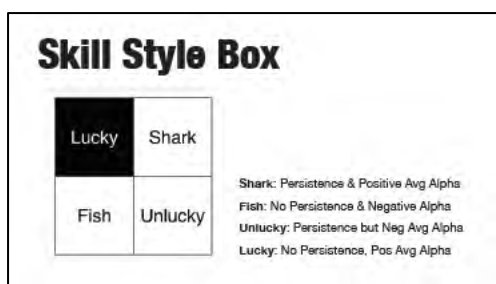 Skill Style Box
Lucky Shark
Fish Unlucky
Shark: Persistence & Positive Avg Alpha
Fish: No Persistence & Negative Alpha
Unlucky: Persistence but Neg Avg Alpha
Lucky: No Persistence, Pos Avg Alpha